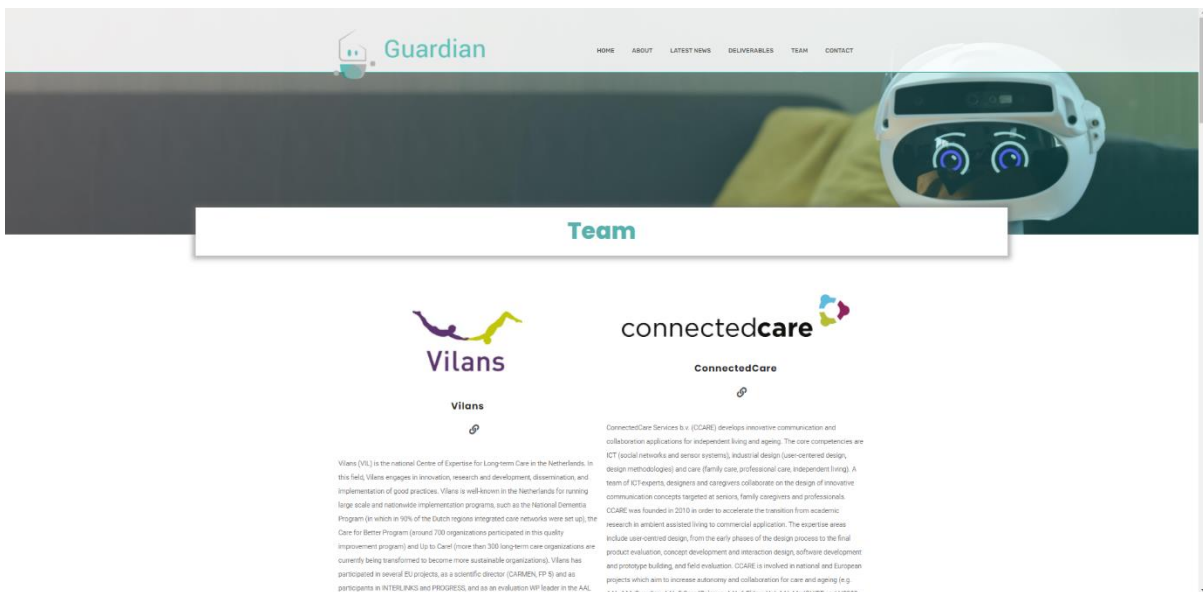 Guardian
HOME ABOUT LATEST NEWS DELIVERABLES TEAM CONTACT
Team
Vilans
Vilans
Vilans (VIL) is the national Centre of Expertise for Long-term Care in the Netherlands. In
this field, Vilans engages in innovation, research and development, dissemination, and
implementation of good practices. Vilans is well-known in the Netherlands for running
large scale and nationwide implementation programs, such as the National Dementia
Program (in which in 90% of the Dutch regions integrated care networks were set up), the
Care for Better Program (around 700 organizations participated in this quality
improvement program) and Up to Care! (more than 300 long-term care organizations are
currently being transformed to become more sustainable organizations). Vilans has
participated in several EU projects, as a scientific director (CARMEN, FP 5) and as
participants in INTERLINKS and PROGRESS, and as an evaluation WP leader in the AAL
connectedcare
ConnectedCare
ConnectedCare Services b.v. (CCARE) develops innovative communication and
collaboration applications for independent living and ageing. The core competencies are
ICT (social networks and sensor systems), industrial design (user-centered design,
design methodologies) and care (family care, professional care, independent living). A
team of ICT-experts, designers and caregivers collaborate on the design of innovative
communication concepts targeted at seniors, family caregivers and professionals.
CCARE was founded in 2010 in order to accelerate the transition from academic
research in ambient assisted living to commercial application. The expertise areas
include user-centred design, from the early phases of the design process to the final
product evaluation, concept development and interaction design, software development
and prototype building, and field evaluation. CCARE is involved in national and European
projects which aim to increase autonomy and collaboration for care and ageing (e.g.